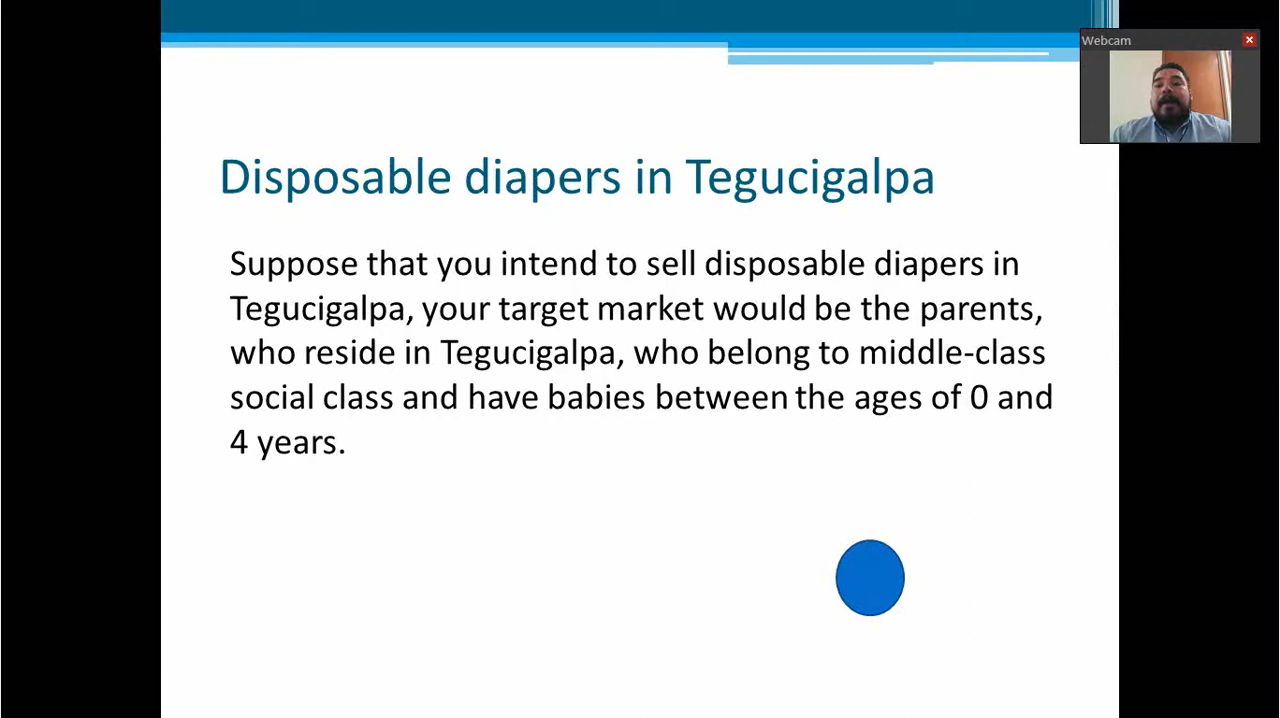 Webcam
Disposable diapers in Tegucigalpa
Suppose that you intend to sell disposable diapers in
Tegucigalpa, your target market would be the parents,
who reside in Tegucigalpa, who belong to middle-class
social class and have babies between the ages of 0 and
4 years.